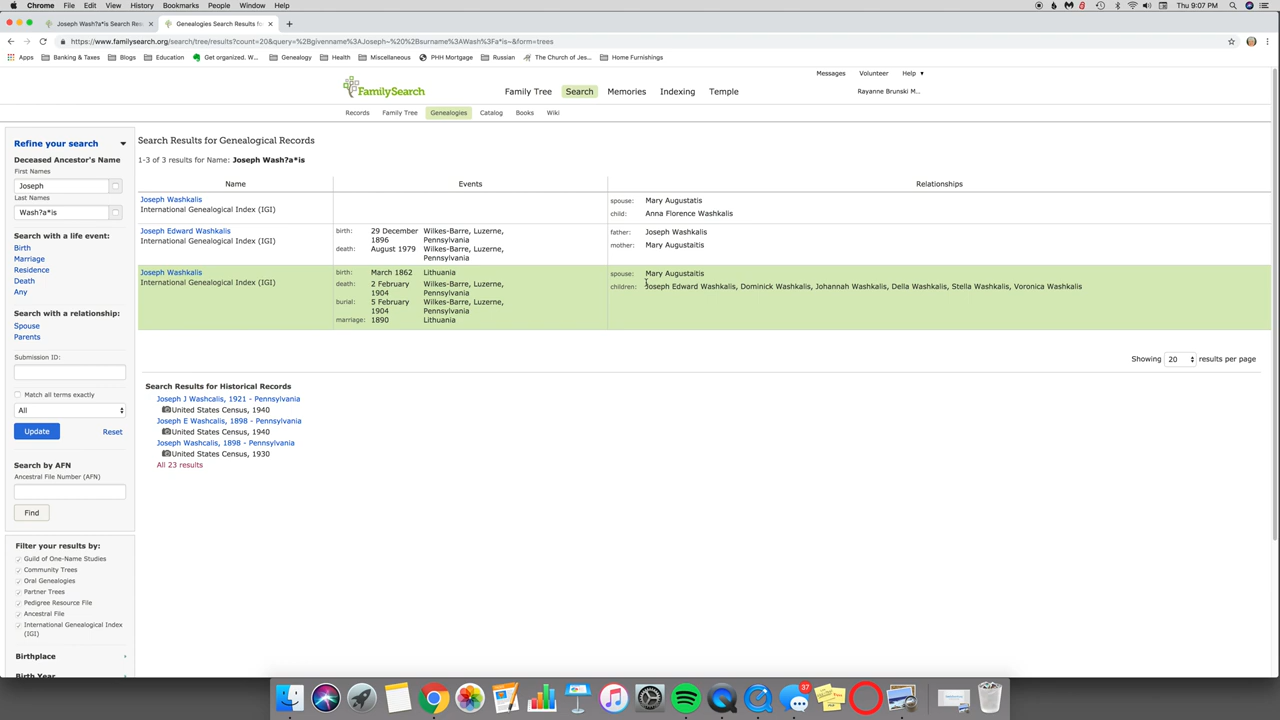 Chrome File Edit View History Bookmarks People Window Help Thu 9:07 PM
Joseph Wash?a*is Search Res... × Genealogies Search Results fo... × +
https://www.familysearch.org/search/tree/results?count=20&query=%2Bgivenname%3AJoseph~%20%2Bsurname%3AWash%3Fa*is~&form=trees
Apps Banking & Taxes Blogs Education Get organized. W... Genealogy Health Miscellaneous PHH Mortgage Russian The Church of Jes... Home Furnishings
Messages Volunteer Help
FamilySearch Family Tree Search Memories Indexing Temple Rayanne Brunski M...
Records Family Tree Genealogies Catalog Books Wiki
Refine your search
Deceased Ancestor's Name
First Names
Joseph
Last Names
Wash?a*is
Search with a life event:
Birth
Marriage
Residence
Death
Any
Search with a relationship:
Spouse
Parents
Submission ID:
Match all terms exactly
All
Update Reset
Search by AFN
Ancestral File Number (AFN)
Find
Filter your results by:
Guild of One-Name Studies
Community Trees
Oral Genealogies
Partner Trees
Pedigree Resource File
Ancestral File
International Genealogical Index
(IGI)
Birthplace
Birth Year
Search Results for Genealogical Records
1-3 of 3 results for Name: Joseph Wash?a*is
Name Events Relationships
Joseph Washkalis spouse: Mary Augustatis
International Genealogical Index (IGI) child: Anna Florence Washkalis
Joseph Edward Washkalis birth: 29 December Wilkes-Barre, Luzerne, father: Joseph Washkalis
International Genealogical Index (IGI) 1896 Pennsylvania mother: Mary Augustaitis
death: August 1979 Wilkes-Barre, Luzerne,
Pennsylvania
Joseph Washkalis birth: March 1862 Lithuania spouse: Mary Augustaitis
International Genealogical Index (IGI) death: 2 February Wilkes-Barre, Luzerne, children: Joseph Edward Washkalis, Dominick Washkalis, Johannah Washkalis, Della Washkalis, Stella Washkalis, Voronica Washkalis
1904 Pennsylvania
burial: 5 February Wilkes-Barre, Luzerne,
1904 Pennsylvania
marriage: 1890 Lithuania
Showing 20 results per page
Search Results for Historical Records
Joseph J Washcalis, 1921 - Pennsylvania
United States Census, 1940
Joseph E Washcalis, 1898 - Pennsylvania
United States Census, 1940
Joseph Washcalis, 1898 - Pennsylvania
United States Census, 1930
All 23 results
37